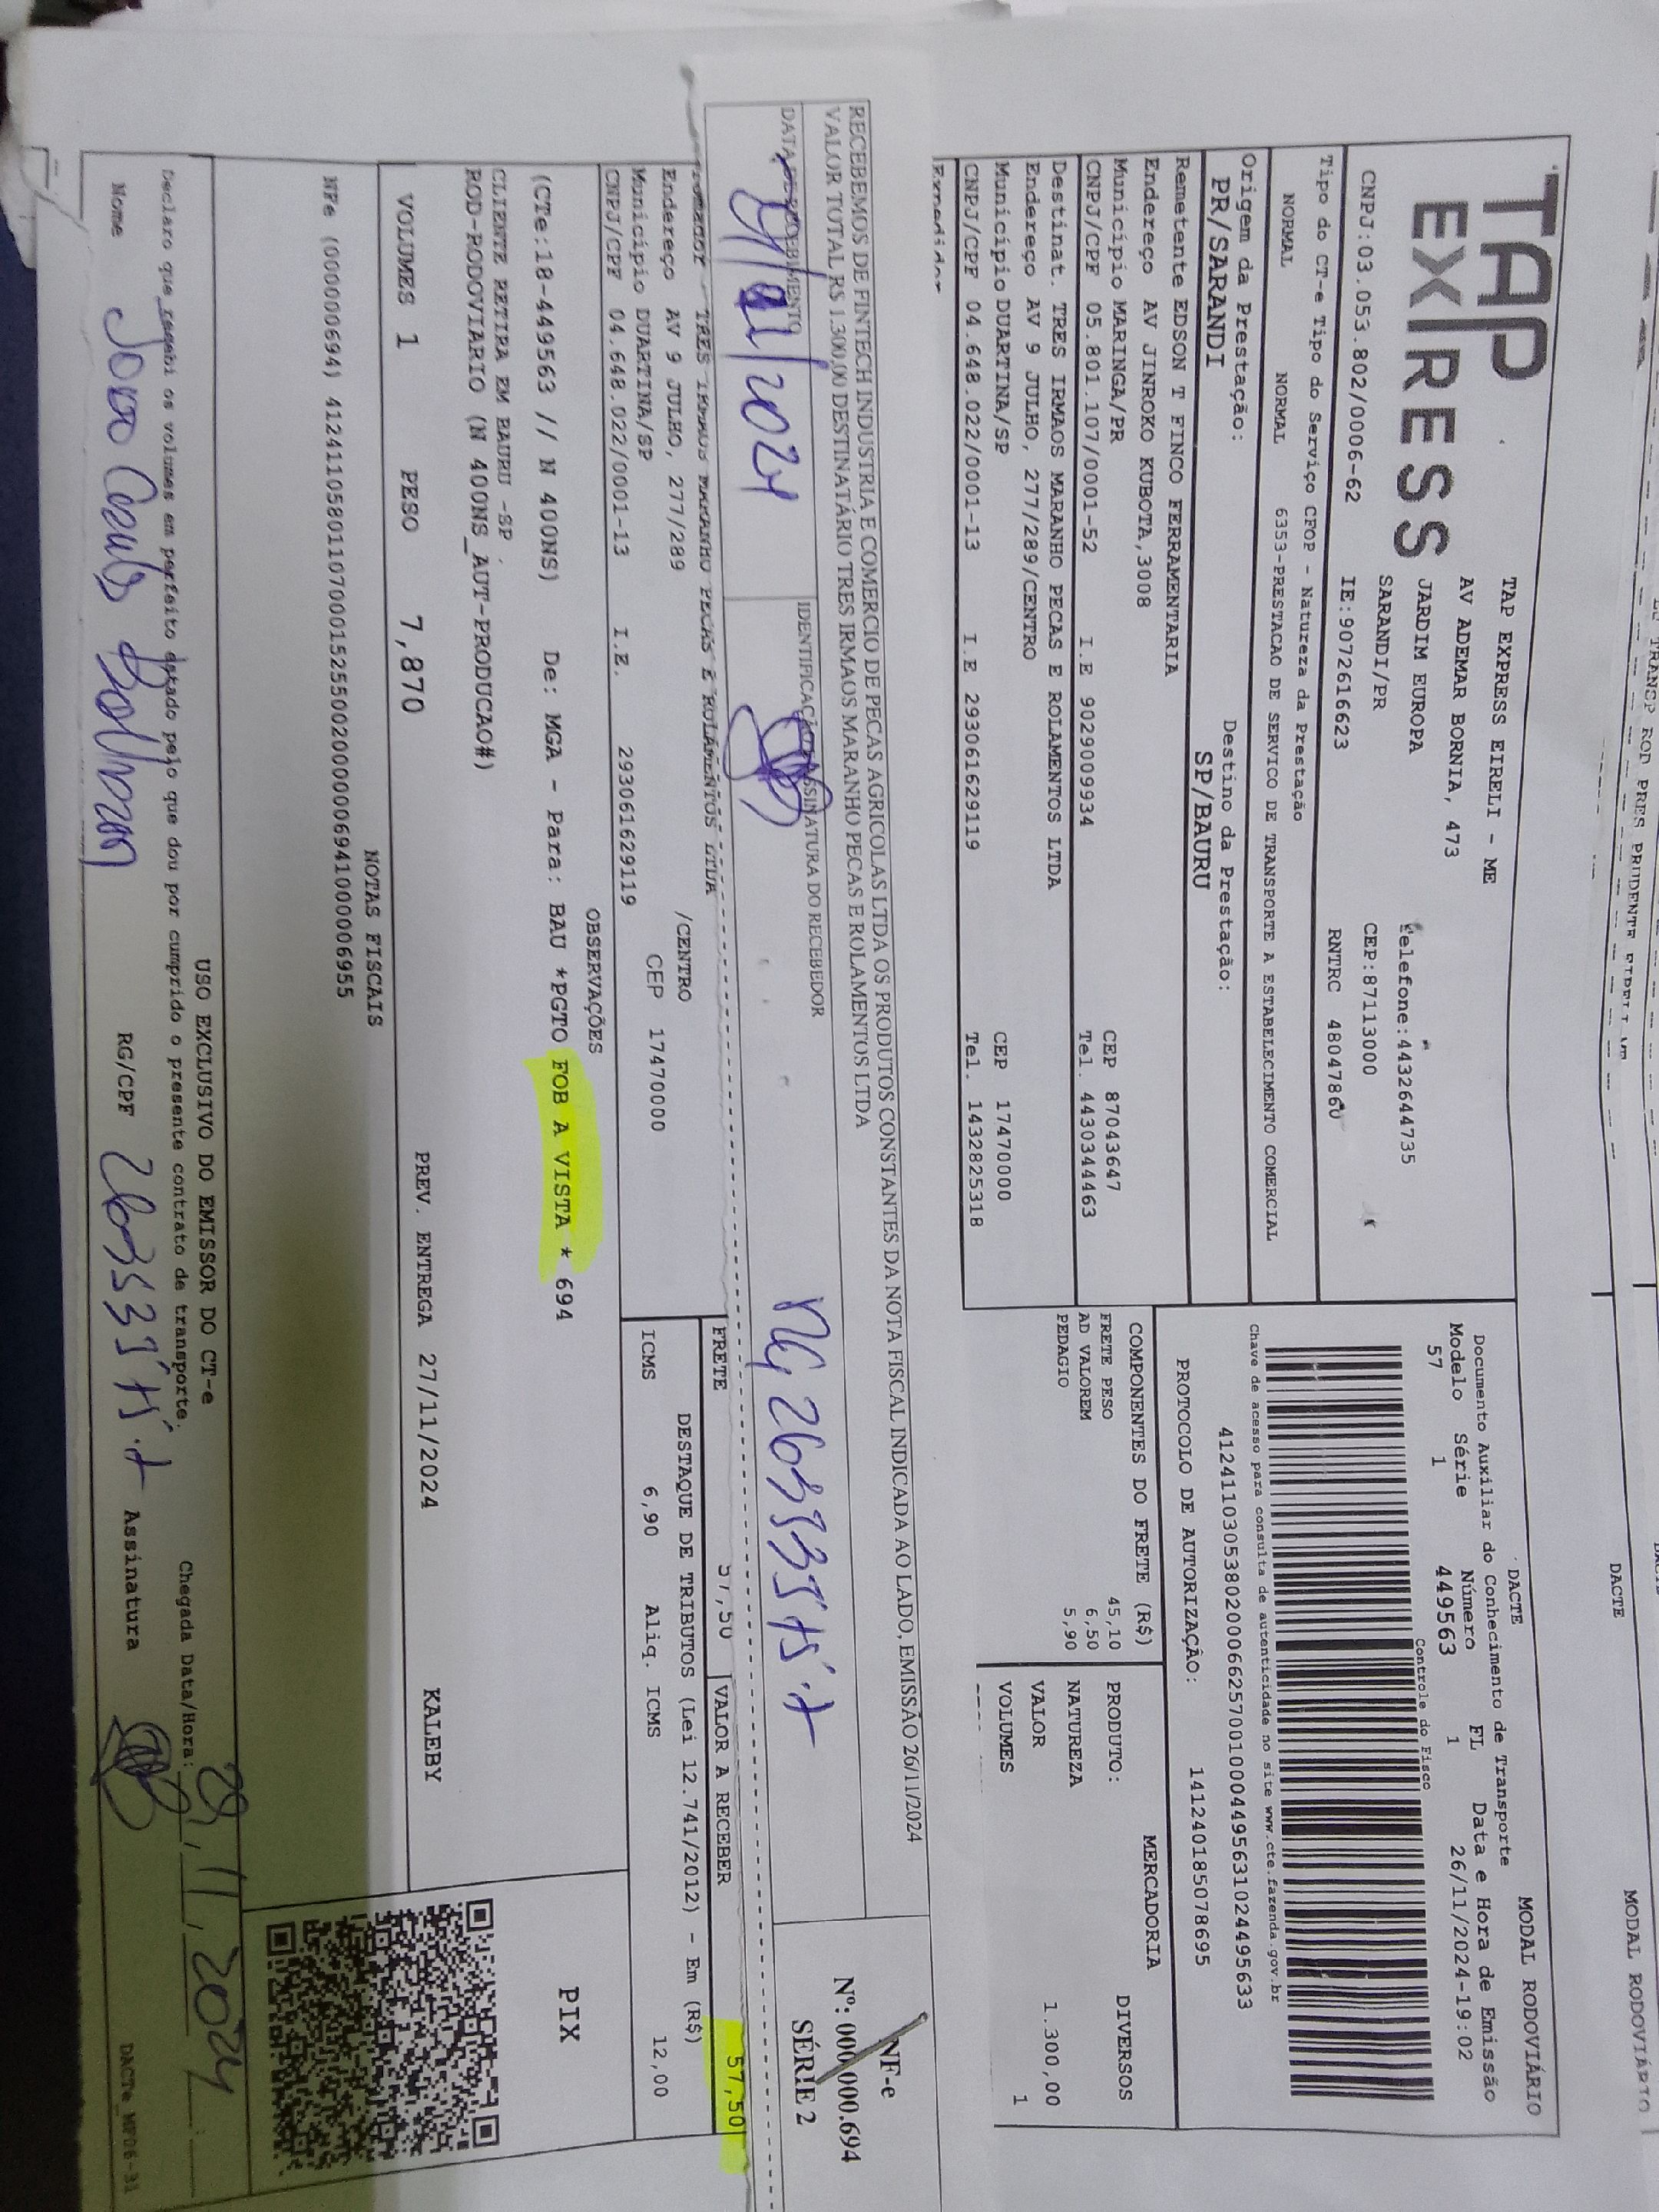 TAP
EXPRESS
TAP EXPRESS EIRELI - ME
AV ADEMAR BORNIA, 473
JARDIM EUROPA
Telefone:4432644735
SARANDI/PR
CEP:87113000
CNPJ:03.053.802/0006-62
IE:9072616623
RNTRC 48047860
Tipo do CT-e Tipo do Serviço CFOP - Natureza da Prestação
NORMAL NORMAL 6353-PRESTACAO DE SERVICO DE TRANSPORTE A ESTABELECIMENTO COMERCIAL
Origem da Prestação: Destino da Prestação:
PR/SARANDI SP/BAURU
Remetente EDSON T FINCO FERRAMENTARIA
Endereço AV JINROKO KUBOTA,3008
Município MARINGA/PR CEP 87043647
CNPJ/CPF 05.801.107/0001-52 I.E 9029009934 Tel. 4430344463
Destinat. TRES IRMAOS MARANHO PECAS E ROLAMENTOS LTDA
Endereço AV 9 JULHO, 277/289/CENTRO
Município DUARTINA/SP CEP 17470000
CNPJ/CPF 04.648.022/0001-13 I.E 293061629119 Tel. 1432825318
Expedidor
DACTE MODAL RODOVIÁRIO
DACTE MODAL RODOVIÁRIO
Documento Auxiliar do Conhecimento de Transporte
Modelo Série Número FL Data e Hora de Emissão
57 1 449563 1 26/11/2024-19:02
Controle do Fisco
Chave de acesso para consulta de autenticidade no site www.cte.fazenda.gov.br
41241103053802000662570010004495631024495633
PROTOCOLO DE AUTORIZAÇÃO: 141240185078695
COMPONENTES DO FRETE (R$) MERCADORIA
FRETE PESO 45,10 PRODUTO: DIVERSOS
AD VALOREM 6,50 NATUREZA
PEDAGIO 5,90 VALOR 1.300,00
VOLUMES 1
RECEBEMOS DE FINTECH INDUSTRIA E COMERCIO DE PECAS AGRICOLAS LTDA OS PRODUTOS CONSTANTES DA NOTA FISCAL INDICADA AO LADO, EMISSÃO 26/11/2024
VALOR TOTAL R$ 1.300,00 DESTINATÁRIO TRES IRMAOS MARANHO PECAS E ROLAMENTOS LTDA
NF-e
Nº: 000.000.694
SÉRIE 2
DATA DE RECEBIMENTO IDENTIFICAÇÃO E ASSINATURA DO RECEBEDOR
TRES IRMAOS MARANHO PECAS E ROLAMENTOS LTDA
FRETE 57,50 VALOR A RECEBER 57,50
Endereço AV 9 JULHO, 277/289 /CENTRO
Município DUARTINA/SP CEP 17470000
CNPJ/CPF 04.648.022/0001-13 I.E. 293061629119
DESTAQUE DE TRIBUTOS (Lei 12.741/2012) - Em (R$)
ICMS 6,90 Aliq. ICMS 12,00
OBSERVAÇÕES
(CTe:18-449563 // N 400NS) De: MGA - Para: BAU *PGTO FOB A VISTA * 694
CLIENTE RETIRA EM BAURU -SP
ROD-RODOVIARIO (N 400NS_AUT-PRODUCAO#)
PIX
VOLUMES 1 PESO 7,870 PREV. ENTREGA 27/11/2024 KALEBY
NOTAS FISCAIS
NFe (000000694) 41241105801107000152550020000006941000006955
USO EXCLUSIVO DO EMISSOR DO CT-e
Declaro que recebi os volumes em perfeito estado pelo que dou por cumprido o presente contrato de transporte.
Chegada Data/Hora:
Nome RG/CPF Assinatura
DACTe_MP06-31